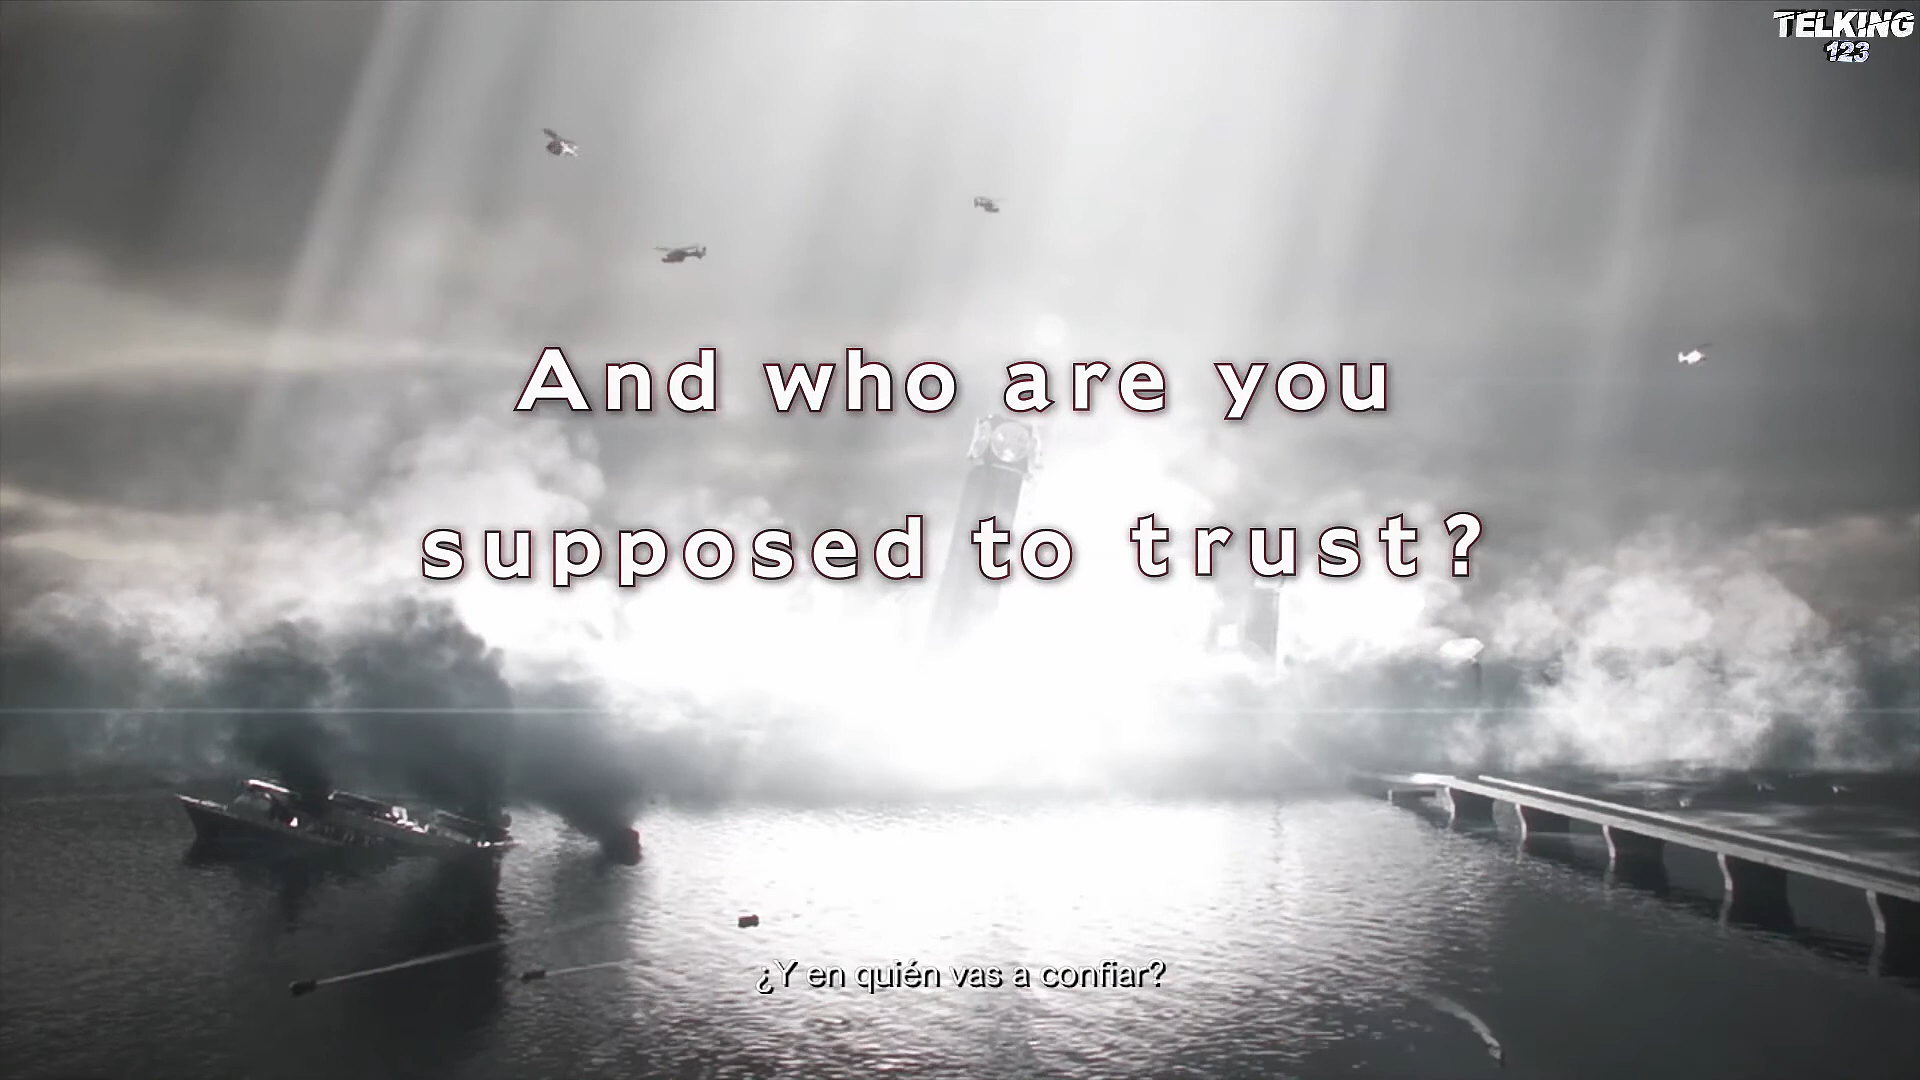 TELKING
123
And who are you
supposed to trust?
¿Y en quién vas a confiar?